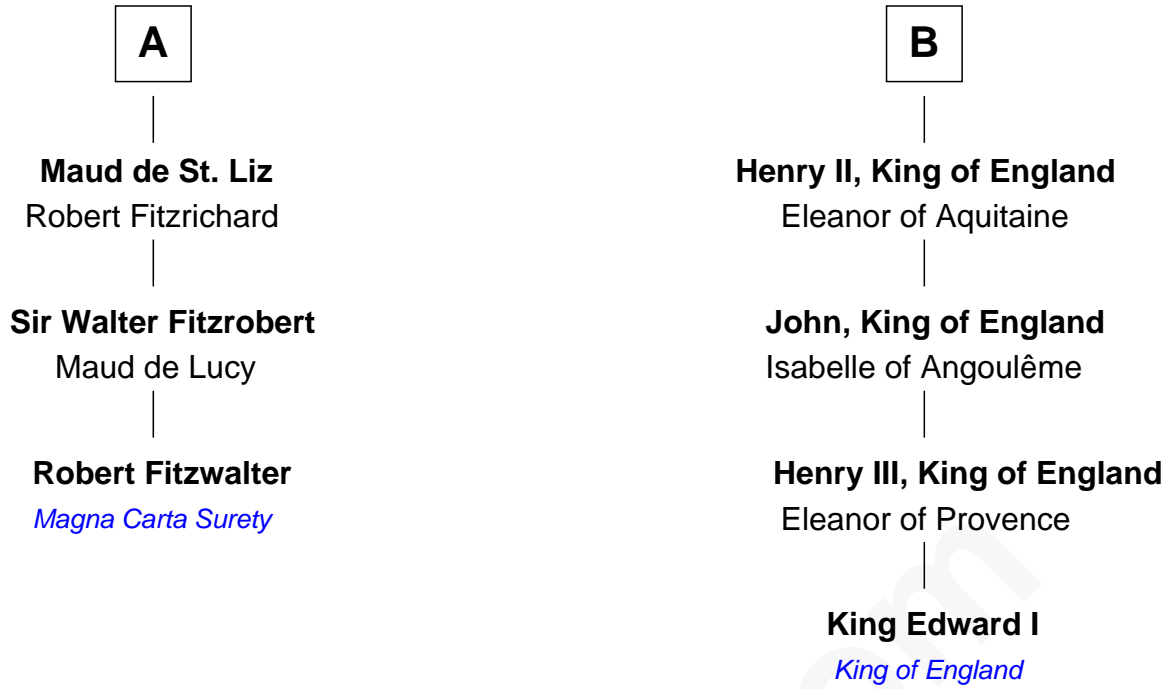 A
Maud de St. Liz
Robert Fitzrichard
Sir Walter Fitzrobert
Maud de Lucy
Robert Fitzwalter
Magna Carta Surety
B
Henry II, King of England
Eleanor of Aquitaine
John, King of England
Isabelle of Angoulême
Henry III, King of England
Eleanor of Provence
King Edward I
King of England